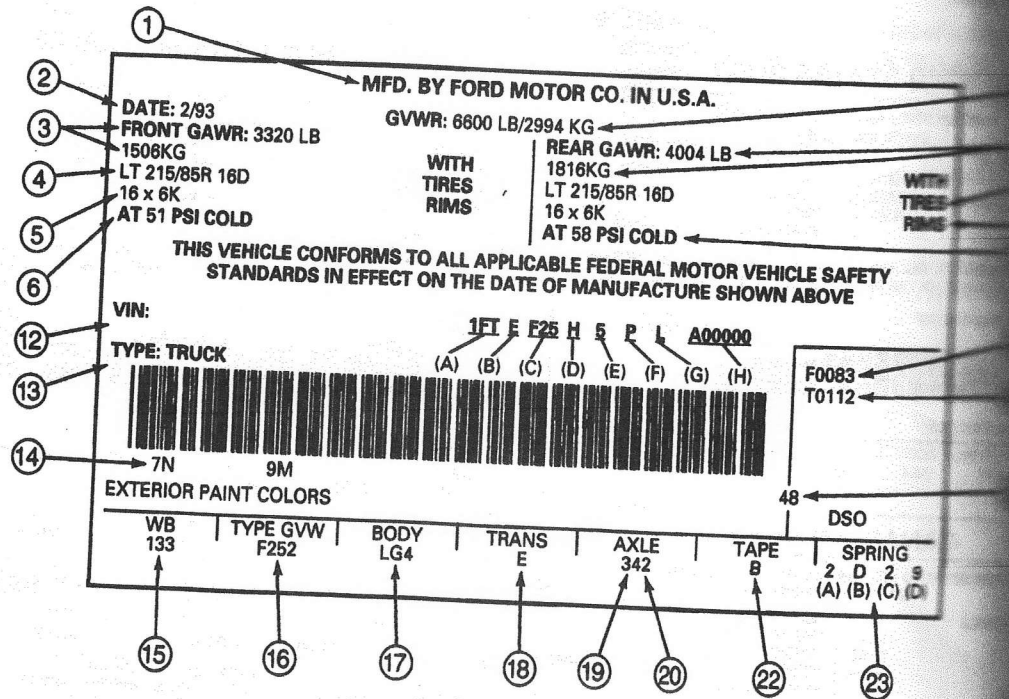 1
MFD. BY FORD MOTOR CO. IN U.S.A.
2
DATE: 2/93
GVWR: 6600 LB/2994 KG
3
FRONT GAWR: 3320 LB
REAR GAWR: 4004 LB
1506KG
WITH
1816KG
WITH
4
LT 215/85R 16D
TIRES
LT 215/85R 16D
TIRES
5
16 x 6K
RIMS
16 x 6K
RIMS
6
AT 51 PSI COLD
AT 58 PSI COLD
THIS VEHICLE CONFORMS TO ALL APPLICABLE FEDERAL MOTOR VEHICLE SAFETY
STANDARDS IN EFFECT ON THE DATE OF MANUFACTURE SHOWN ABOVE
12
VIN:
1FT E F25 H 5 P L A00000
(A) (B) (C) (D) (E) (F) (G) (H)
13
TYPE: TRUCK
F0083
T0112
14
7N 9M
EXTERIOR PAINT COLORS
48
DSO
WB
TYPE GVW
BODY
TRANS
AXLE
TAPE
SPRING
133
F252
LG4
E
342
B
2 D 2 9
(A) (B) (C) (D)
15
16
17
18
19
20
22
23